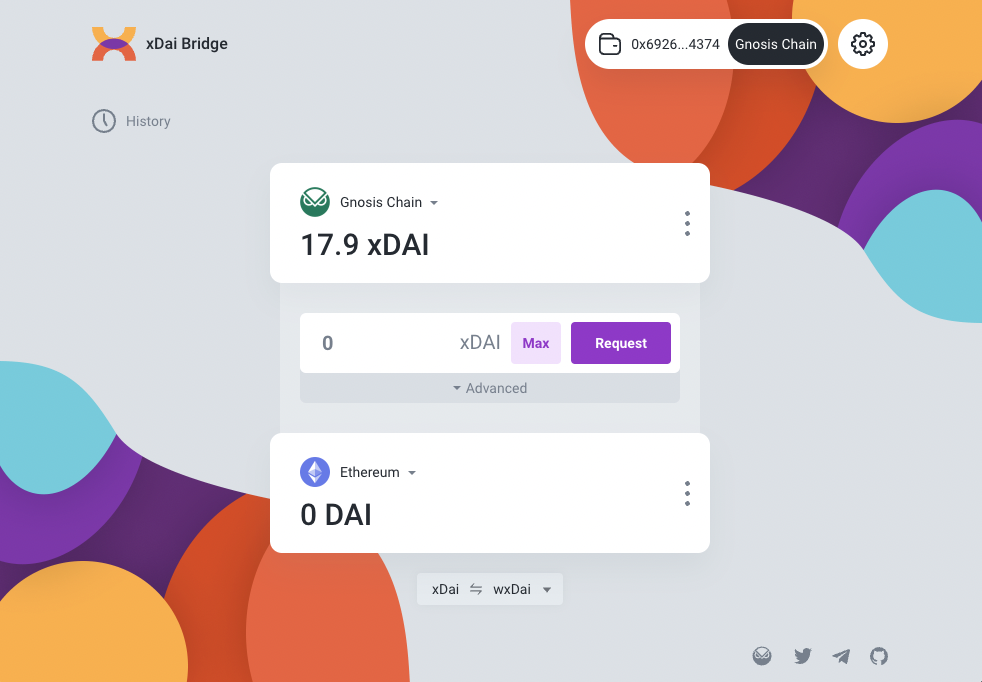 xDai Bridge
0x6926...4374
Gnosis Chain
History
Gnosis Chain
17.9 xDAI
0
xDAI
Max
Request
Advanced
Ethereum
0 DAI
xDai ⇋ wxDai